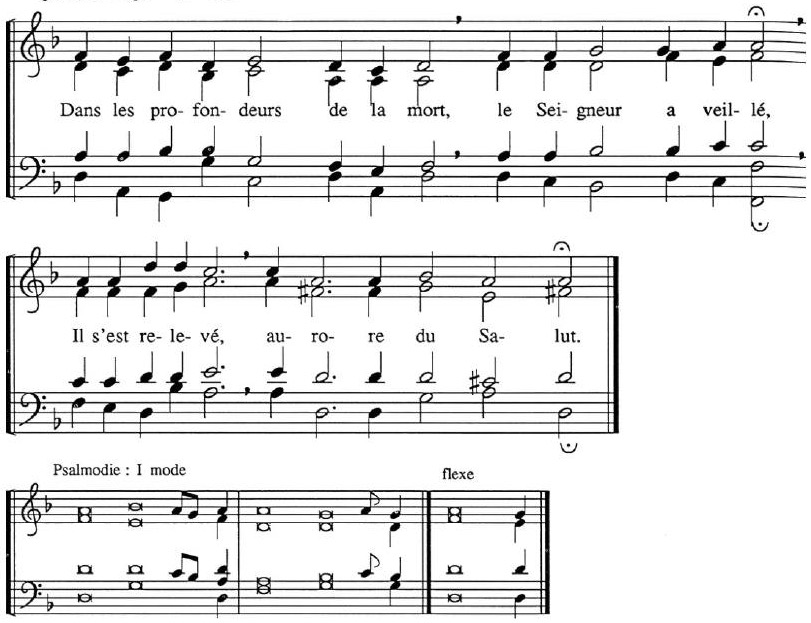 Dans les pro- fon- deurs de la mort, le Sei- gneur a veil- lé,
Il s'est re- le- vé, au- ro- re du Sa- lut.
Psalmodie : I mode
flexe